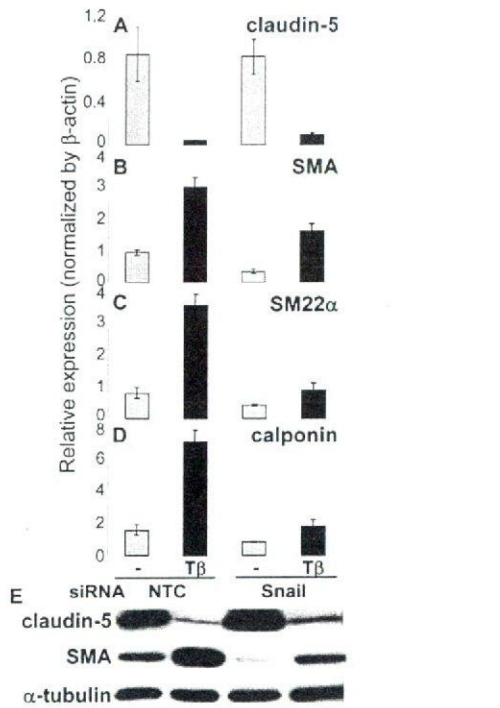 A claudin-5
1.2
0.8
0.4
0
B SMA
4
3
2
1
0
C SM22α
4
3
2
1
0
D calponin
8
6
4
2
0
Relative expression (normalized by β-actin)
- Tβ - Tβ
siRNA NTC Snail
E
claudin-5
SMA
α-tubulin